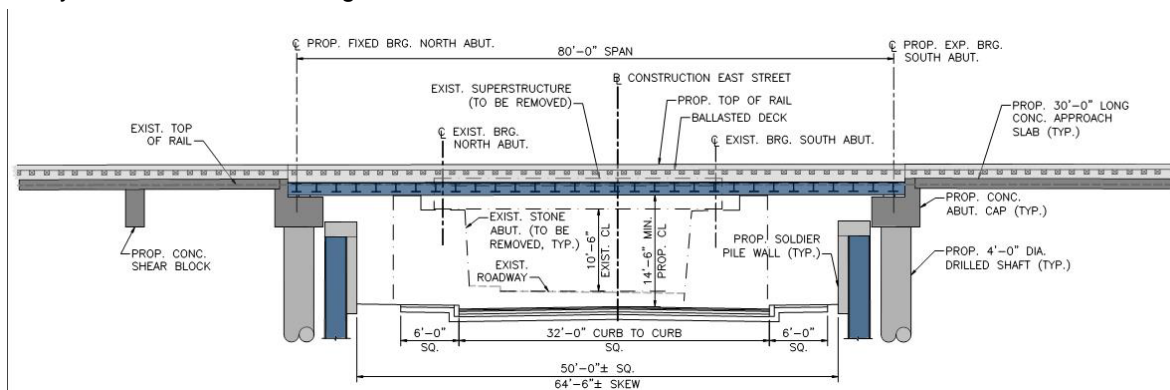 ℄ PROP. FIXED BRG. NORTH ABUT.
80'-0" SPAN
℄ PROP. EXP. BRG.
SOUTH ABUT.
EXIST. SUPERSTRUCTURE
(TO BE REMOVED)
B CONSTRUCTION EAST STREET
PROP. TOP OF RAIL
BALLASTED DECK
PROP. 30'-0" LONG
CONC. APPROACH
SLAB (TYP.)
EXIST. TOP
OF RAIL
℄ EXIST. BRG.
NORTH ABUT.
℄ EXIST. BRG. SOUTH ABUT.
PROP. CONC.
SHEAR BLOCK
EXIST. STONE
ABUT. (TO BE
REMOVED, TYP.)
EXIST.
ROADWAY
10'-6"
EXIST. CL
14'-6" MIN.
PROP. CL
PROP. SOLDIER
PILE WALL (TYP.)
PROP. CONC.
ABUT. CAP (TYP.)
PROP. 4'-0" DIA.
DRILLED SHAFT (TYP.)
6'-0"
SQ.
32'-0" CURB TO CURB
SQ.
6'-0"
SQ.
50'-0"± SQ.
64'-6"± SKEW